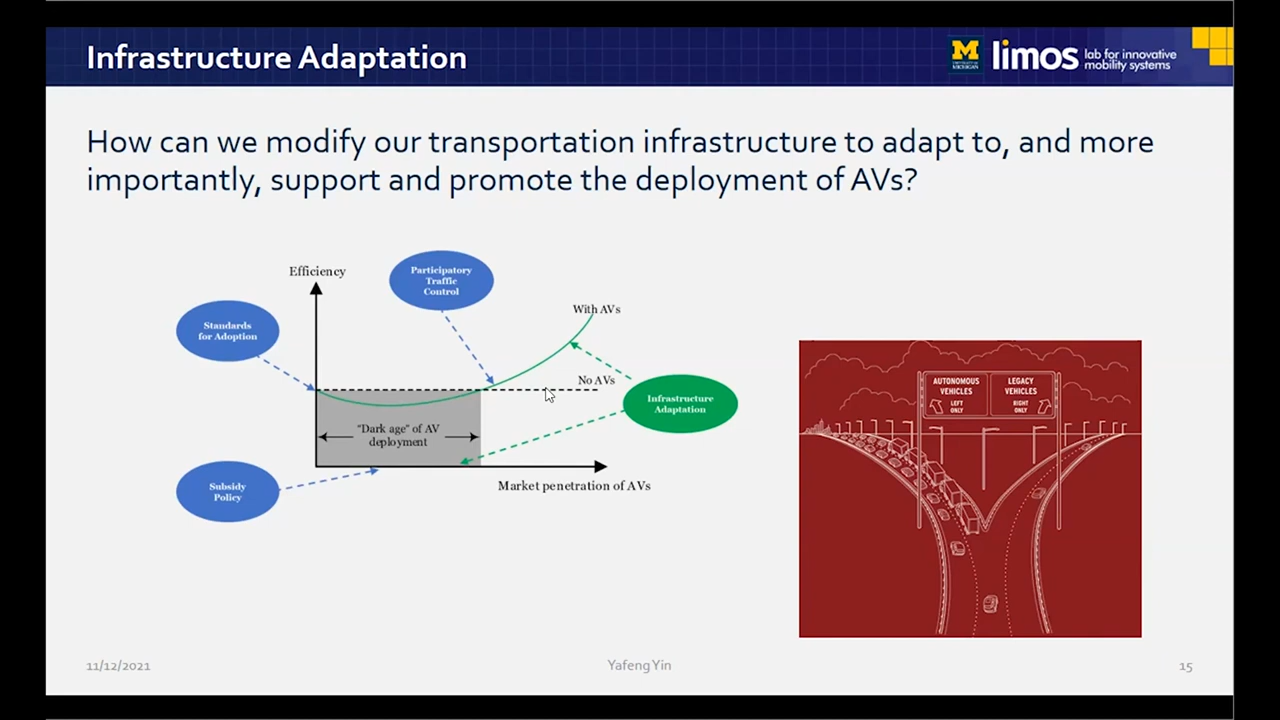 Infrastructure Adaptation
M
UNIVERSITY OF
MICHIGAN
limos
lab for innovative
mobility systems
How can we modify our transportation infrastructure to adapt to, and more
importantly, support and promote the deployment of AVs?
Efficiency
Participatory
Traffic
Control
Standards
for Adoption
With AVs
No AVs
Infrastructure
Adaptation
"Dark age" of AV
deployment
Subsidy
Policy
Market penetration of AVs
AUTONOMOUS
VEHICLES
LEFT
ONLY
LEGACY
VEHICLES
RIGHT
ONLY
11/12/2021
Yafeng Yin
15